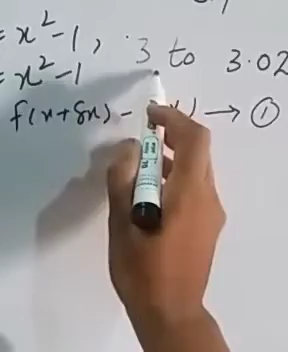 = x² - 1, 3 to 3.02
= x² - 1
f(x + δx) - → ①